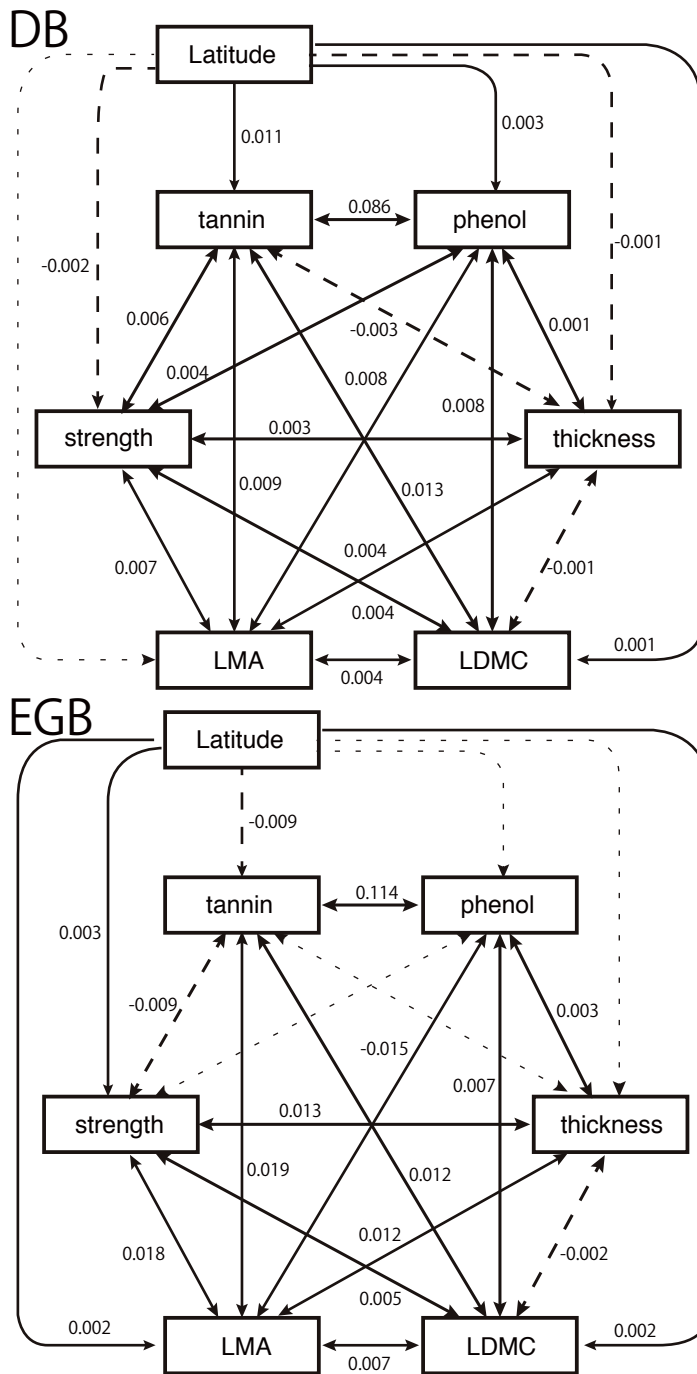 DB
Latitude
0.011
0.003
tannin
0.086
phenol
-0.002
-0.001
0.006
-0.003
0.001
0.004
0.008
0.008
strength
0.003
thickness
0.009
0.013
0.007
0.004
-0.001
0.004
LMA
LDMC
0.001
0.004
EGB
Latitude
-0.009
tannin
0.114
phenol
0.003
-0.009
0.003
-0.015
0.007
strength
0.013
thickness
0.019
0.012
0.018
0.012
-0.002
0.005
0.002
LMA
LDMC
0.002
0.007